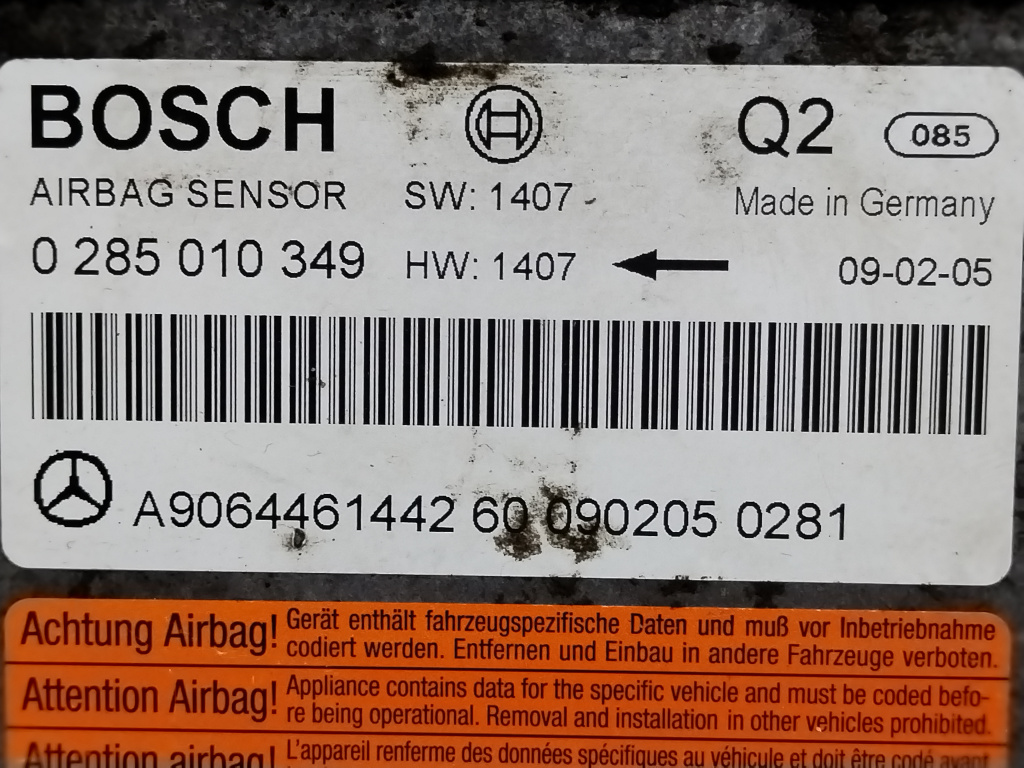 BOSCH Q2 085
AIRBAG SENSOR SW: 1407 Made in Germany
0 285 010 349 HW: 1407 09-02-05
A9064461442 60 090205 0281
Achtung Airbag! Gerät enthält fahrzeugspezifische Daten und muß vor Inbetriebnahme
codiert werden. Entfernen und Einbau in andere Fahrzeuge verboten.
Attention Airbag! Appliance contains data for the specific vehicle and must be coded befo-
re being operational. Removal and installation in other vehicles prohibited.
Attention airbag! L'appareil renferme des données spécifiques au véhicule et doit être codé avant